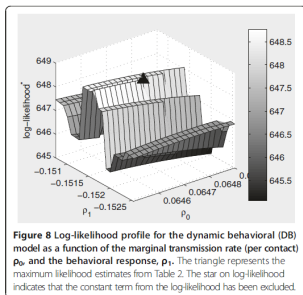 649
648
647
646
645
log−likelihood*
-0.151
-0.1515
-0.152
-0.1525
ρ1
0.0646
0.0647
0.0648
ρ0
648.5
648
647.5
647
646.5
646
645.5
Figure 8 Log-likelihood profile for the dynamic behavioral (DB)
model as a function of the marginal transmission rate (per contact)
ρ0, and the behavioral response, ρ1. The triangle represents the
maximum likelihood estimates from Table 2. The star on log-likelihood
indicates that the constant term from the log-likelihood has been excluded.